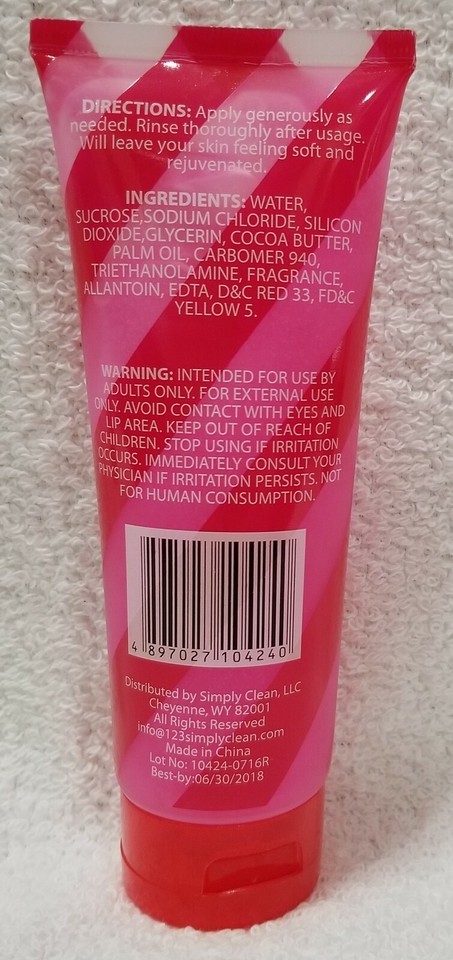 DIRECTIONS: Apply generously as
needed. Rinse thoroughly after usage.
Will leave your skin feeling soft and
rejuvenated.
INGREDIENTS: WATER,
SUCROSE,SODIUM CHLORIDE, SILICON
DIOXIDE,GLYCERIN, COCOA BUTTER,
PALM OIL, CARBOMER 940,
TRIETHANOLAMINE, FRAGRANCE,
ALLANTOIN, EDTA, D&C RED 33, FD&C
YELLOW 5.
WARNING: INTENDED FOR USE BY
ADULTS ONLY. FOR EXTERNAL USE
ONLY. AVOID CONTACT WITH EYES AND
LIP AREA. KEEP OUT OF REACH OF
CHILDREN. STOP USING IF IRRITATION
OCCURS. IMMEDIATELY CONSULT YOUR
PHYSICIAN IF IRRITATION PERSISTS. NOT
FOR HUMAN CONSUMPTION.
4 897027 104240
Distributed by Simply Clean, LLC
Cheyenne, WY 82001
All Rights Reserved
info@123simplyclean.com
Made in China
Lot No: 10424-0716R
Best-by:06/30/2018